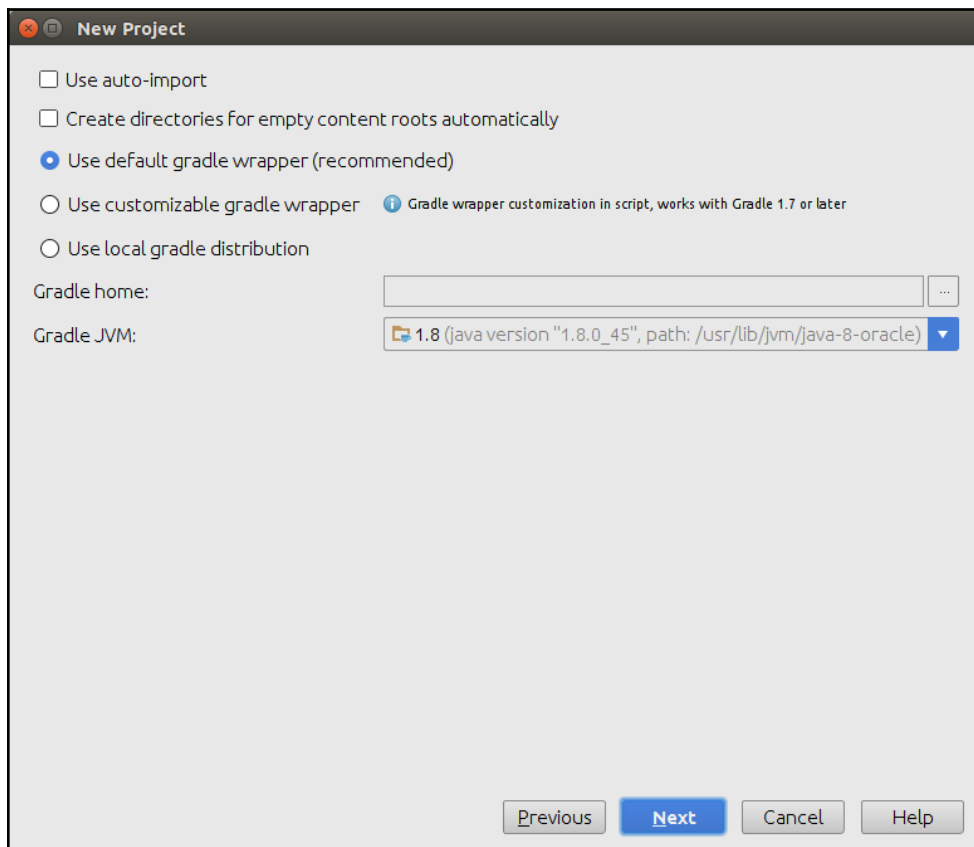 New Project
Use auto-import
Create directories for empty content roots automatically
Use default gradle wrapper (recommended)
Use customizable gradle wrapper Gradle wrapper customization in script, works with Gradle 1.7 or later
Use local gradle distribution
Gradle home: ...
Gradle JVM: 1.8 (java version "1.8.0_45", path: /usr/lib/jvm/java-8-oracle)
Previous Next Cancel Help